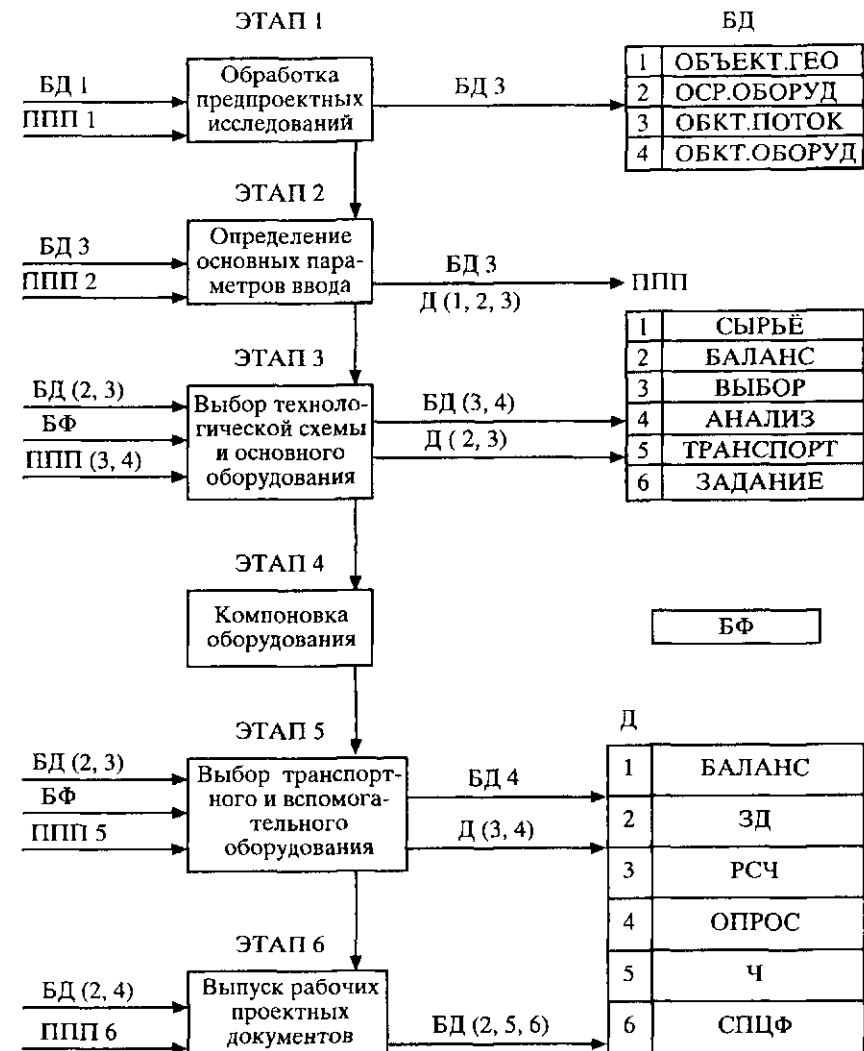 ЭТАП 1
БД
БД 1
ППП 1
Обработка
предпроектных
исследований
БД 3
1 ОБЪЕКТ.ГЕО
2 ОСР.ОБОРУД
3 ОБКТ.ПОТОК
4 ОБКТ.ОБОРУД
ЭТАП 2
БД 3
ППП 2
Определение
основных пара-
метров ввода
БД 3
Д (1, 2, 3)
ППП
1 СЫРЬЁ
2 БАЛАНС
3 ВЫБОР
4 АНАЛИЗ
5 ТРАНСПОРТ
6 ЗАДАНИЕ
ЭТАП 3
БД (2, 3)
БФ
ППП (3, 4)
Выбор техноло-
гической схемы
и основного
оборудования
БД (3, 4)
Д ( 2, 3)
ЭТАП 4
Компоновка
оборудования
БФ
ЭТАП 5
БД (2, 3)
БФ
ППП 5
Выбор транспорт-
ного и вспомога-
тельного
оборудования
БД 4
Д (3, 4)
Д
1 БАЛАНС
2 ЗД
3 РСЧ
4 ОПРОС
5 Ч
6 СПЦФ
ЭТАП 6
БД (2, 4)
ППП 6
Выпуск рабочих
проектных
документов
БД (2, 5, 6)